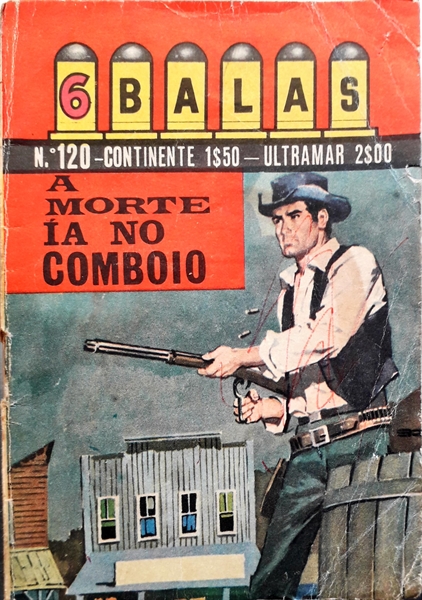 6 BALAS
N.º 120 - CONTINENTE 1$50 - ULTRAMAR 2$00
A
MORTE
ÍA NO
COMBOIO